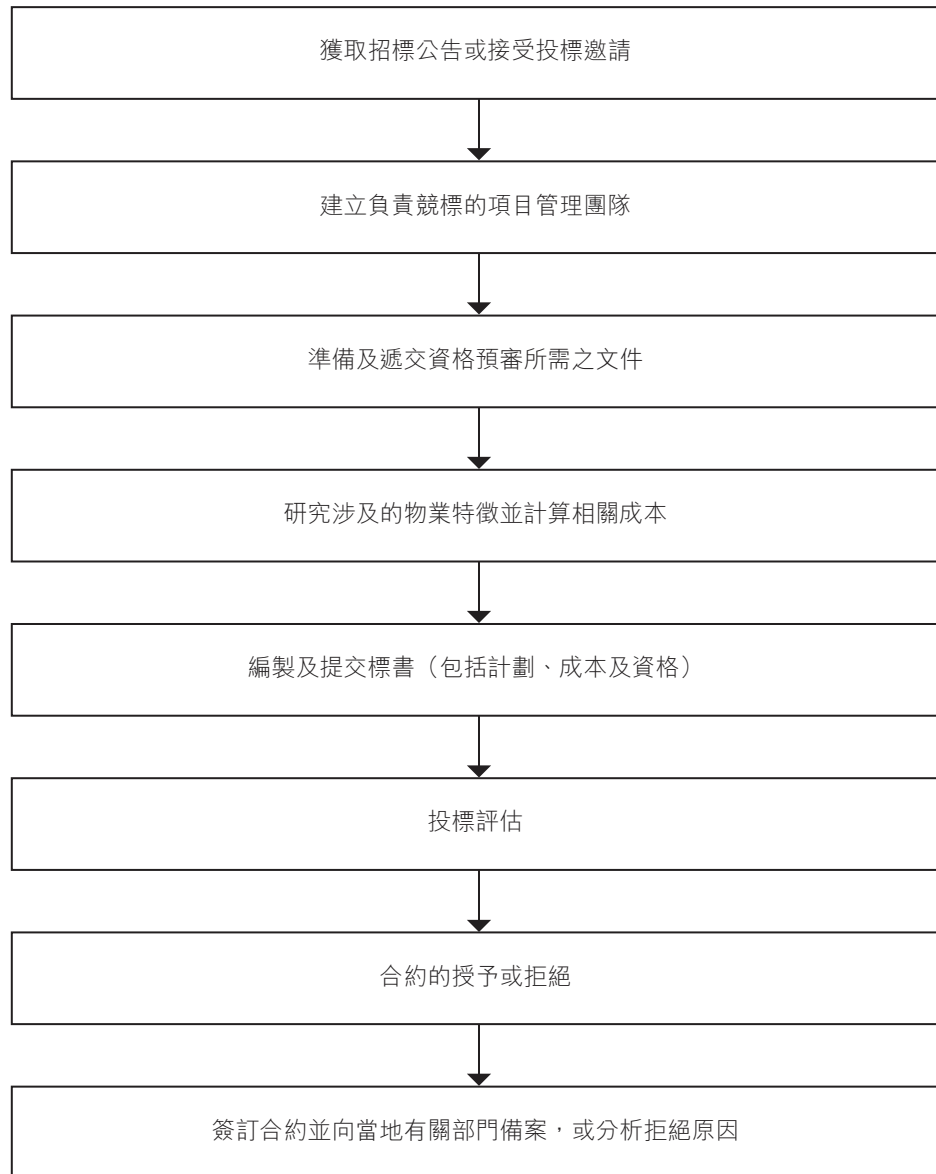 獲取招標公告或接受投標邀請
建立負責競標的項目管理團隊
準備及遞交資格預審所需之文件
研究涉及的物業特徵並計算相關成本
編製及提交標書（包括計劃、成本及資格）
投標評估
合約的授予或拒絕
簽訂合約並向當地有關部門備案，或分析拒絕原因